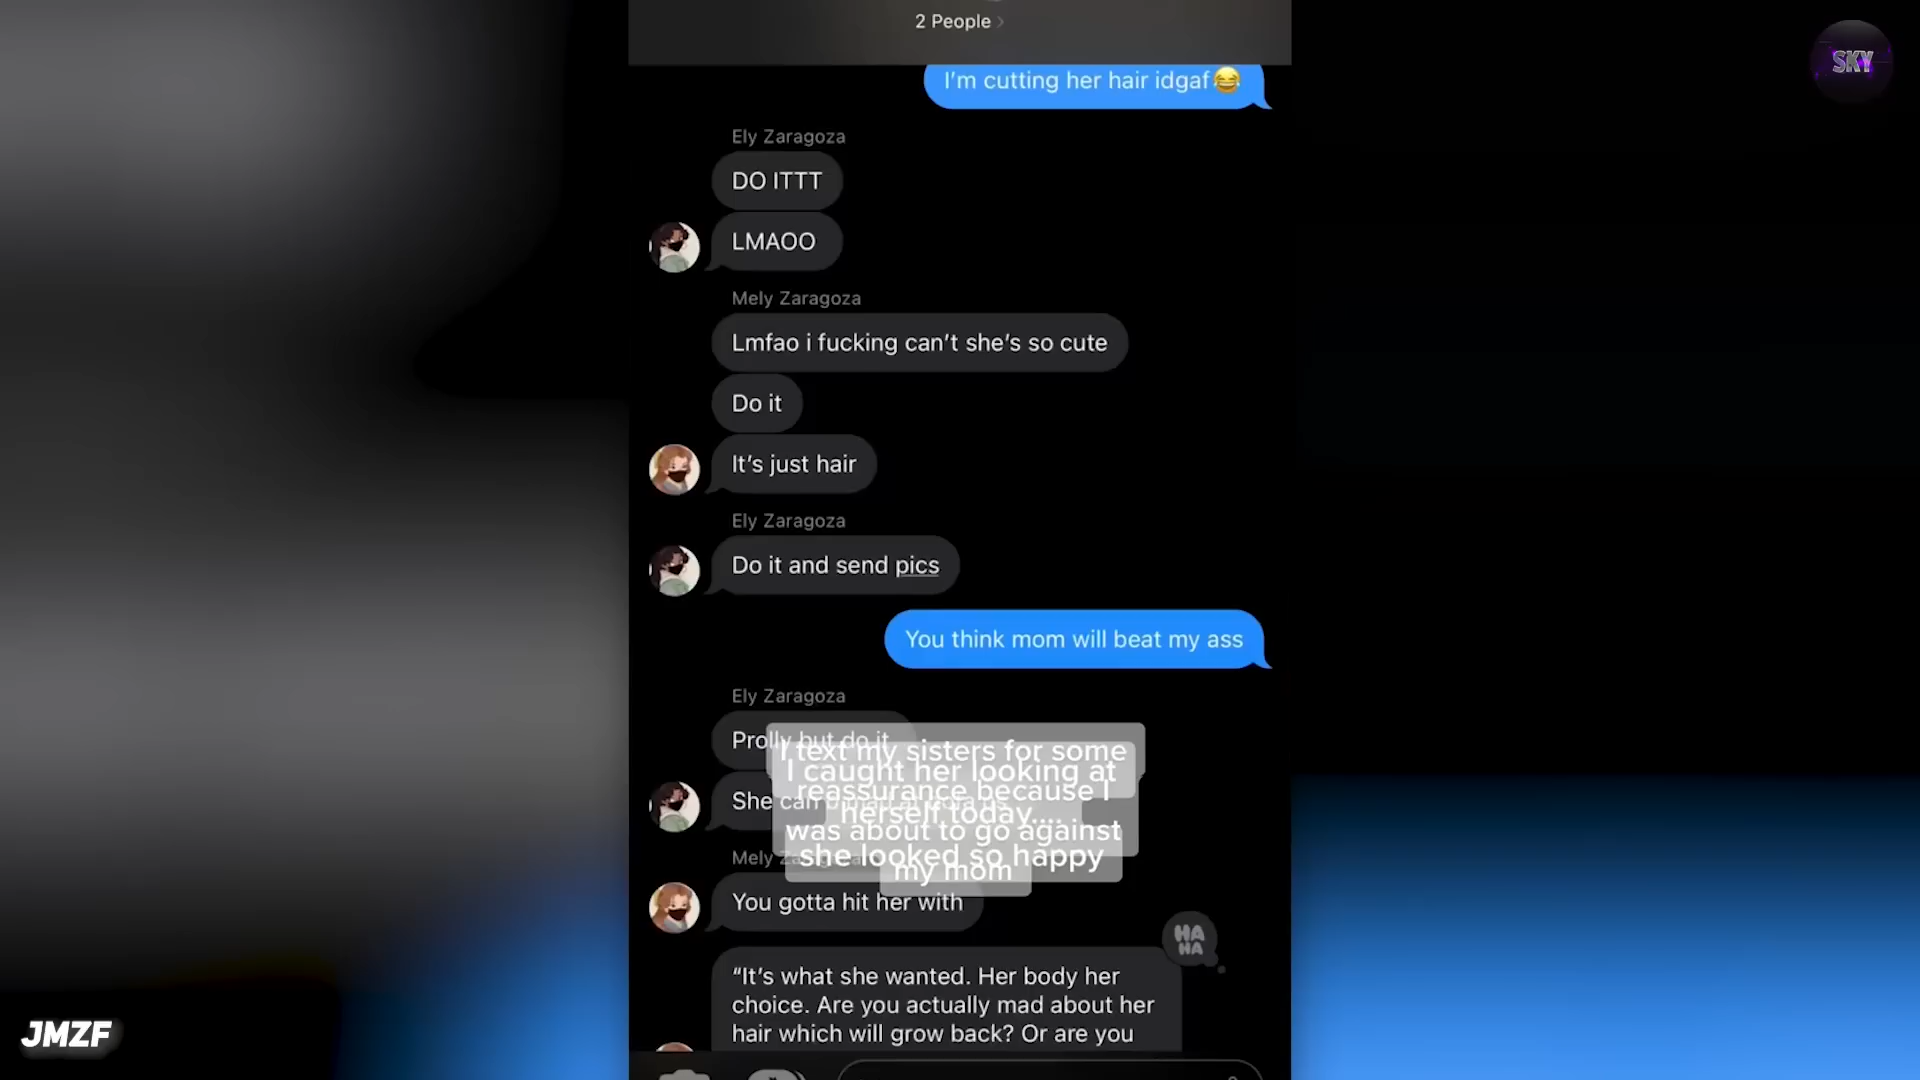 2 People
SKY
I'm cutting her hair idgaf😂
Ely Zaragoza
DO ITTT
LMAOO
Mely Zaragoza
Lmfao i fucking can't she's so cute
Do it
It's just hair
Ely Zaragoza
Do it and send pics
You think mom will beat my ass
Ely Zaragoza
Prolly but do it
I text my sisters for some
reassurance because I
was about to go against
my mom
I caught her looking at
herself today....
she looked so happy
She can
Mely
You gotta hit her with
HA
HA
“It's what she wanted. Her body her
choice. Are you actually mad about her
hair which will grow back? Or are you
JMZF